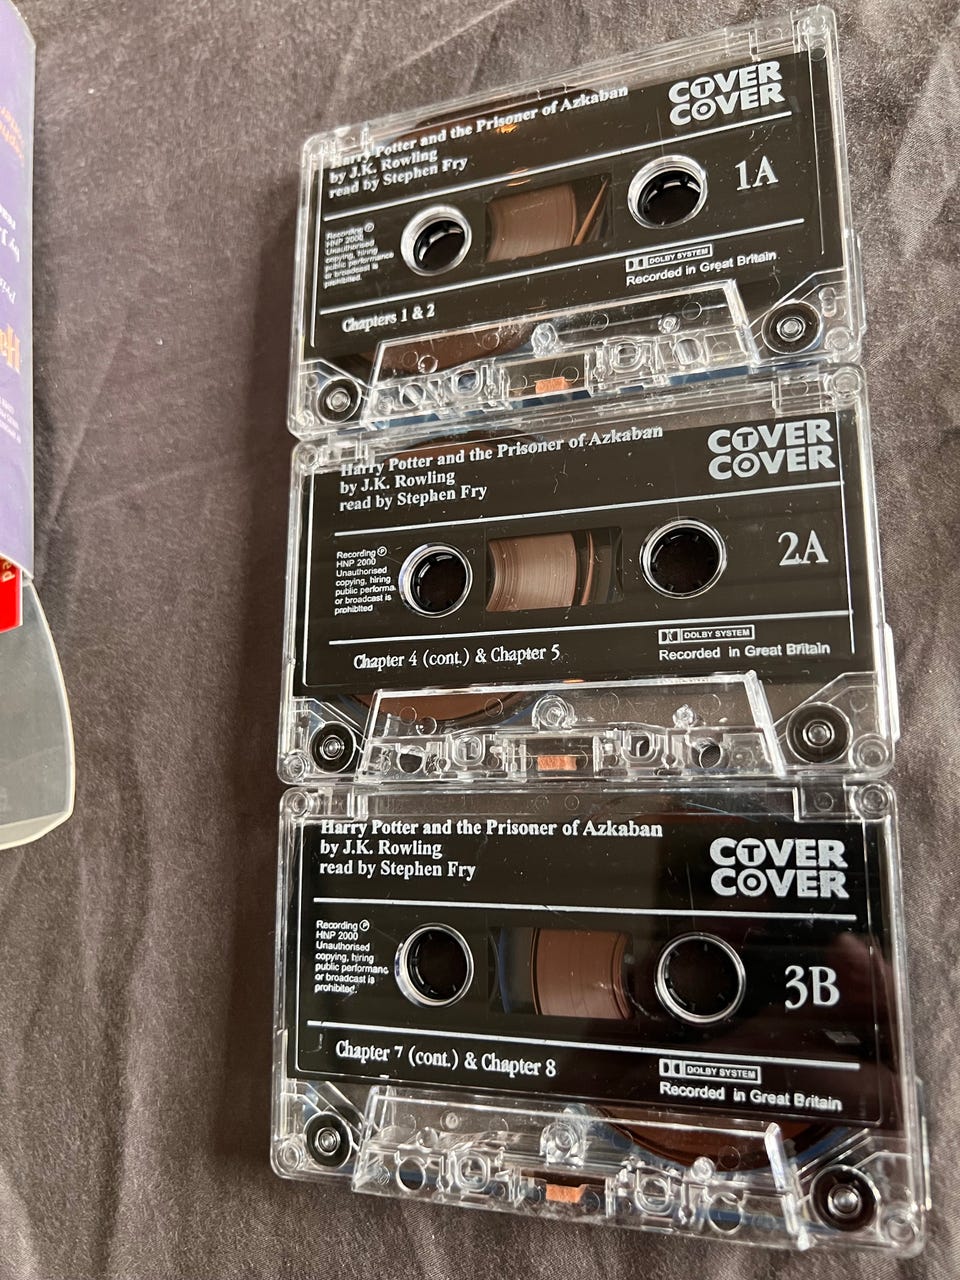 Harry Potter and the Prisoner of Azkaban
by J.K. Rowling
read by Stephen Fry
COVER
TO
COVER
1A
Recording ℗
HNP 2000
Unauthorised
copying, hiring
public performance
or broadcast is
prohibited.
DOLBY SYSTEM
Recorded in Great Britain
Chapters 1 & 2
Harry Potter and the Prisoner of Azkaban
by J.K. Rowling
read by Stephen Fry
COVER
TO
COVER
2A
Recording ℗
HNP 2000
Unauthorised
copying, hiring
public performa
or broadcast is
prohibited
DOLBY SYSTEM
Recorded in Great Britain
Chapter 4 (cont.) & Chapter 5
Harry Potter and the Prisoner of Azkaban
by J.K. Rowling
read by Stephen Fry
COVER
TO
COVER
3B
Recording ℗
HNP 2000
Unauthorised
copying, hiring
public performanc
or broadcast is
prohibited.
Chapter 7 (cont.) & Chapter 8
DOLBY SYSTEM
Recorded in Great Britain